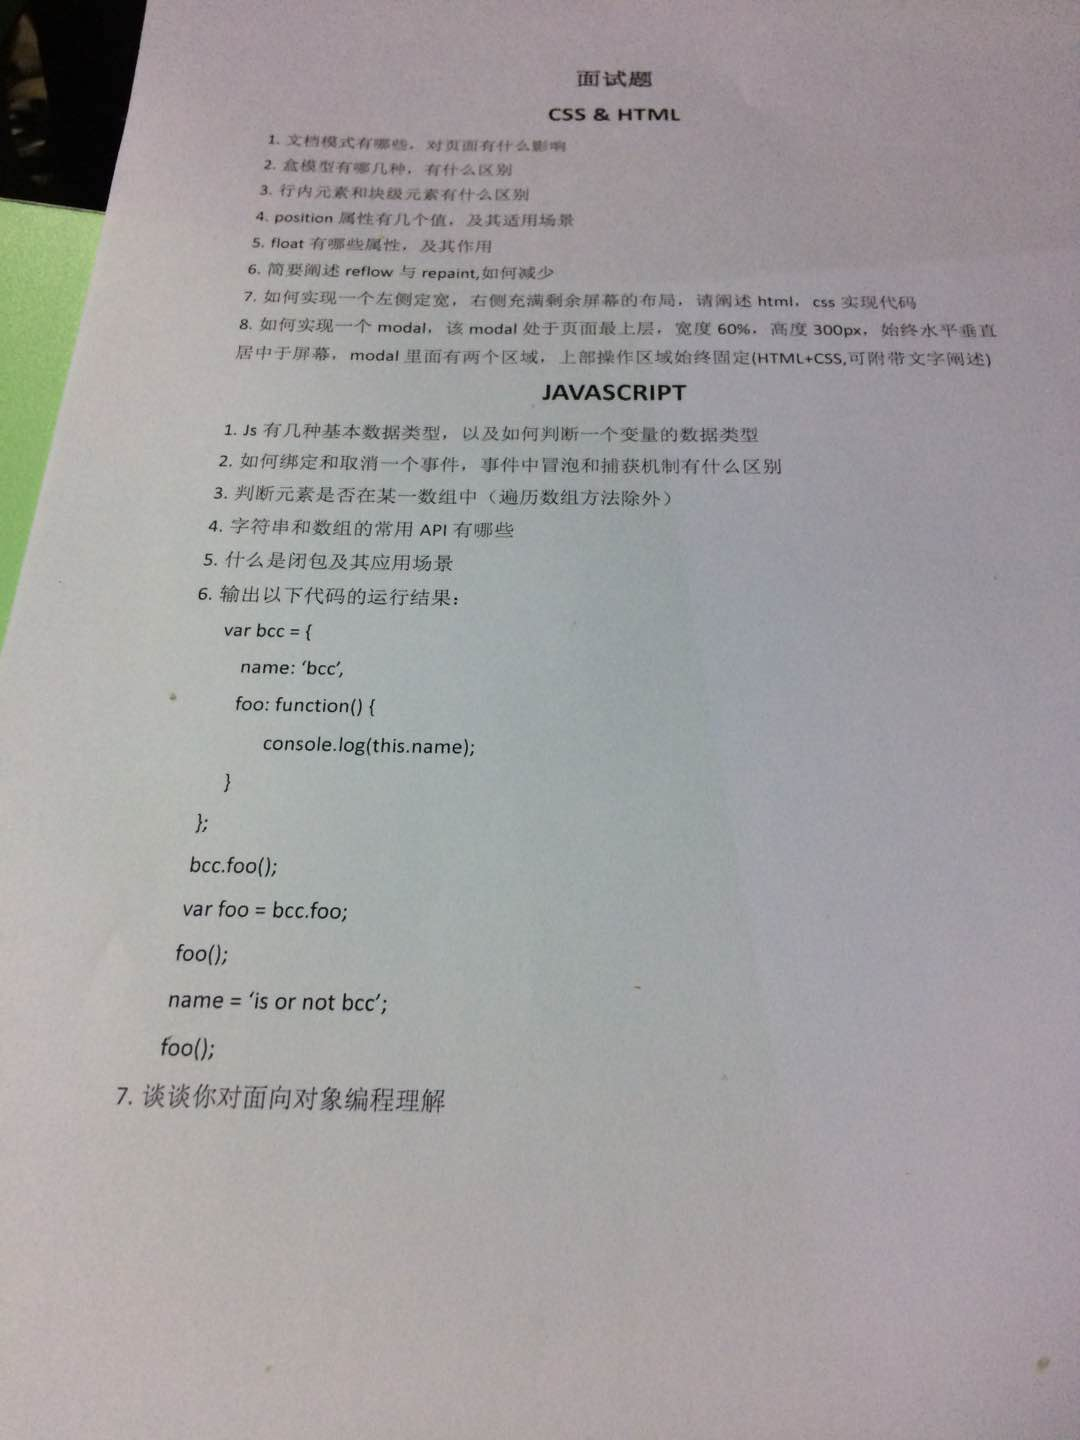 面试题
CSS & HTML
1. 文档模式有哪些，对页面有什么影响
2. 盒模型有哪几种，有什么区别
3. 行内元素和块级元素有什么区别
4. position 属性有几个值，及其适用场景
5. float 有哪些属性，及其作用
6. 简要阐述 reflow 与 repaint,如何减少
7. 如何实现一个左侧定宽，右侧充满剩余屏幕的布局，请阐述 html，css 实现代码
8. 如何实现一个 modal，该 modal 处于页面最上层，宽度 60%，高度 300px，始终水平垂直
居中于屏幕，modal 里面有两个区域，上部操作区域始终固定(HTML+CSS,可附带文字阐述)
JAVASCRIPT
1. Js 有几种基本数据类型，以及如何判断一个变量的数据类型
2. 如何绑定和取消一个事件，事件中冒泡和捕获机制有什么区别
3. 判断元素是否在某一数组中（遍历数组方法除外）
4. 字符串和数组的常用 API 有哪些
5. 什么是闭包及其应用场景
6. 输出以下代码的运行结果：
var bcc = {
name: ‘bcc’,
foo: function() {
console.log(this.name);
}
};
bcc.foo();
var foo = bcc.foo;
foo();
name = ‘is or not bcc’;
foo();
7. 谈谈你对面向对象编程理解